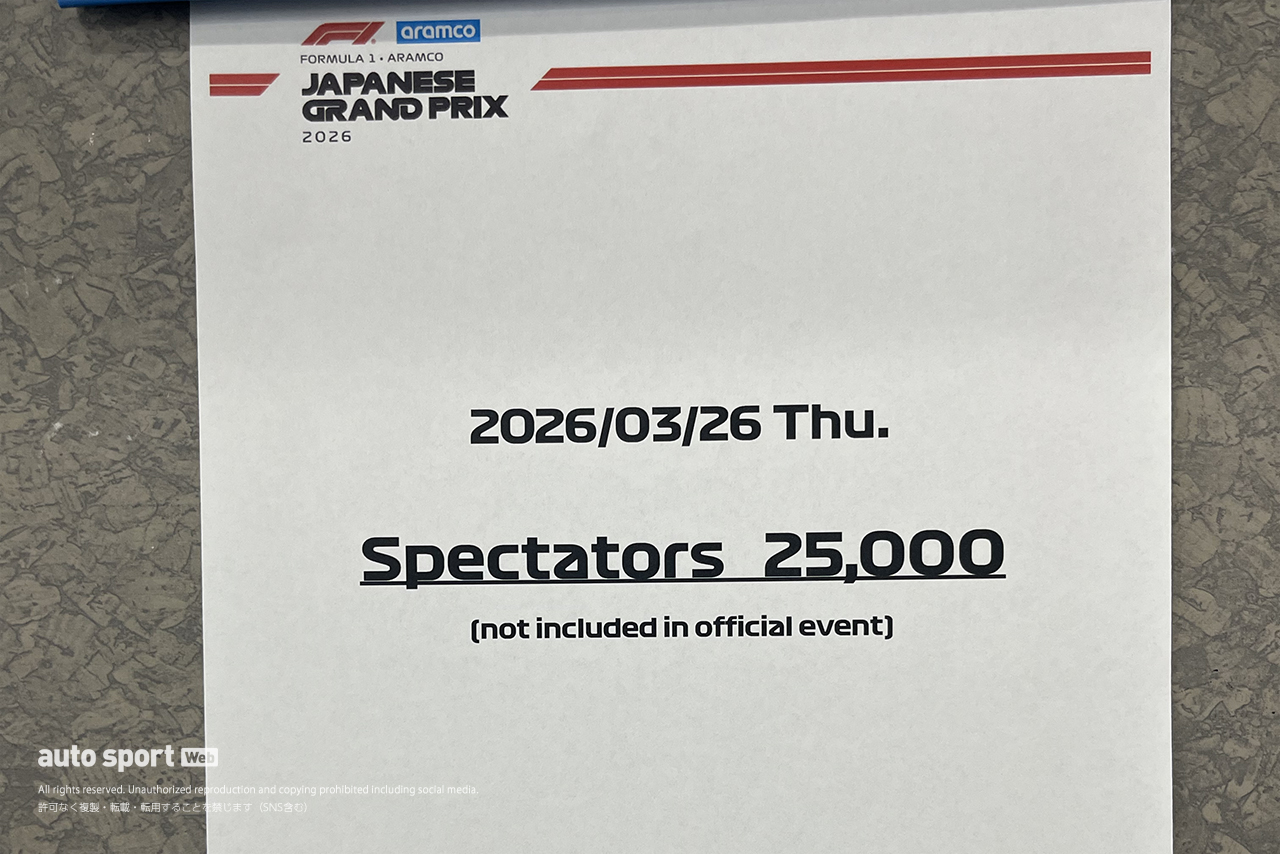 F1 aramco
FORMULA 1 • ARAMCO
JAPANESE
GRAND PRIX
2026
2026/03/26 Thu.
Spectators 25,000
(not included in official event)
auto sport Web
All rights reserved. Unauthorized reproduction and copying prohibited including social media.
許可なく複製・転載・転用することを禁じます（SNS含む）